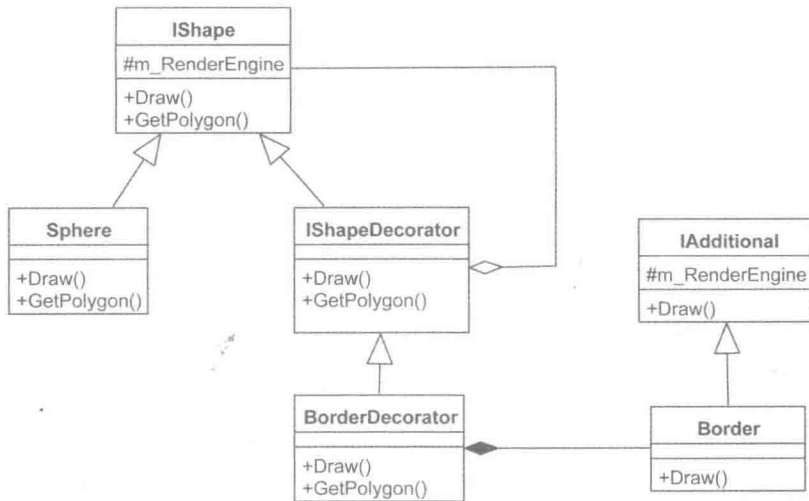 IShape
#m_RenderEngine
+Draw()
+GetPolygon()
Sphere
+Draw()
+GetPolygon()
IShapeDecorator
+Draw()
+GetPolygon()
IAdditional
#m_RenderEngine
+Draw()
BorderDecorator
+Draw()
+GetPolygon()
Border
+Draw()